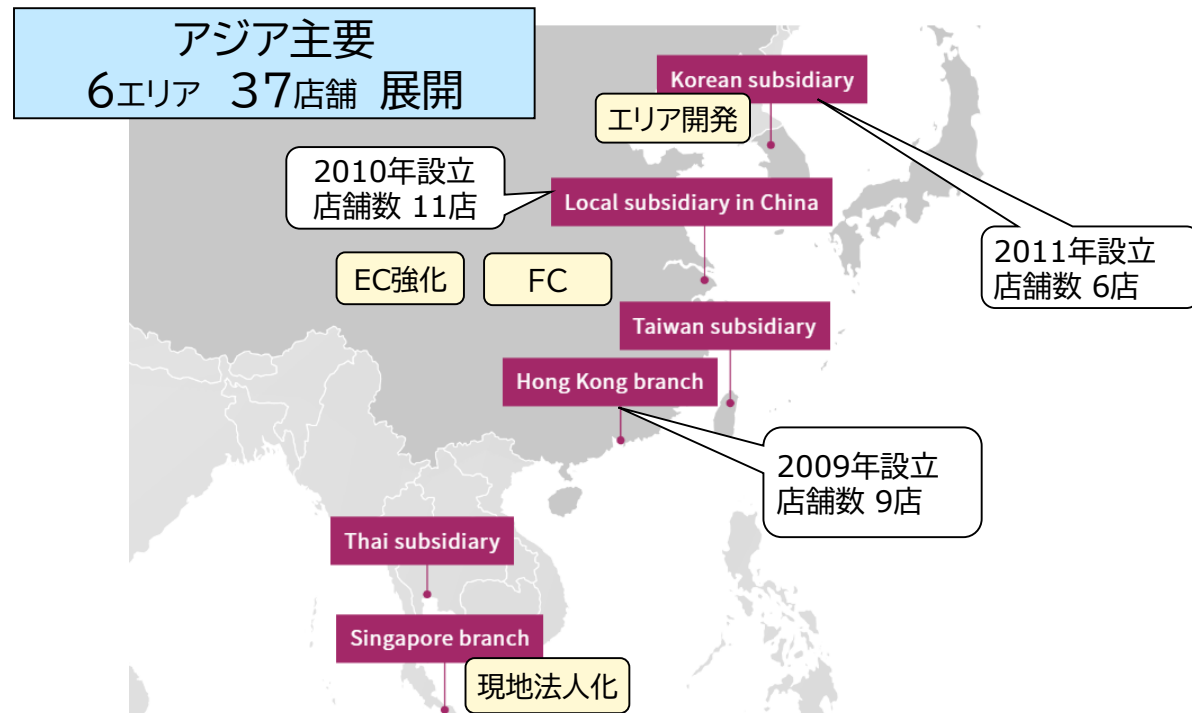 アジア主要
6エリア 37店舗 展開
Korean subsidiary
エリア開発
2010年設立
店舗数 11店
Local subsidiary in China
2011年設立
店舗数 6店
EC強化
FC
Taiwan subsidiary
Hong Kong branch
2009年設立
店舗数 9店
Thai subsidiary
Singapore branch
現地法人化